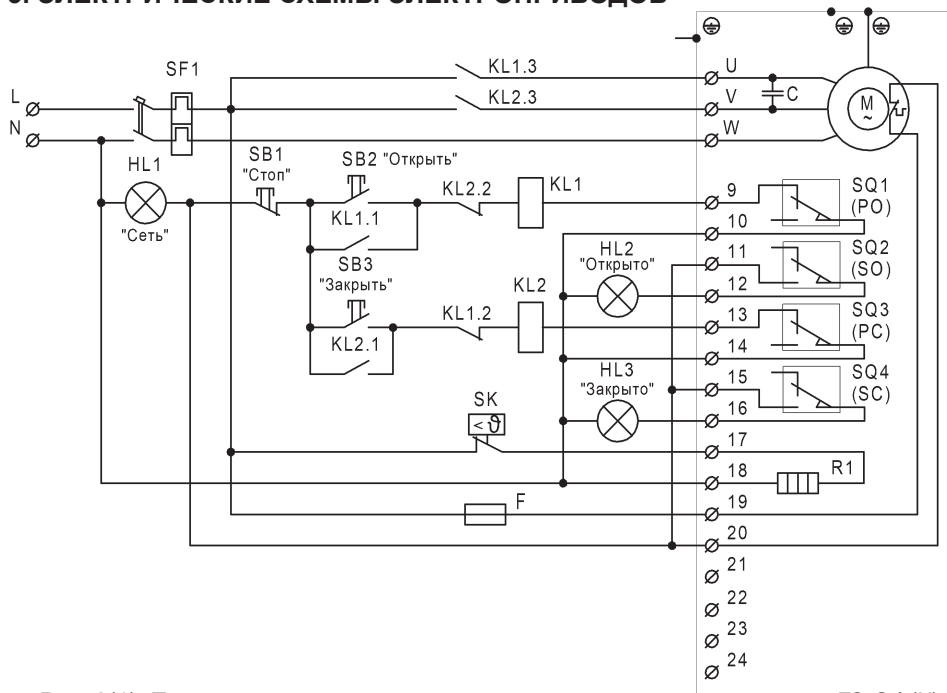 SF1
KL1.3
U
L
KL2.3
V
C
M
~
N
W
HL1
SB1
"Стоп"
SB2 "Открыть"
KL2.2
KL1
9
SQ1
(PO)
"Сеть"
KL1.1
10
SB3
"Закрыть"
HL2
"Открыто"
11
SQ2
(SO)
KL1.2
KL2
12
13
SQ3
(PC)
KL2.1
14
HL3
"Закрыто"
15
SQ4
(SC)
SK
< ϑ
16
17
18
R1
F
19
20
21
22
23
24